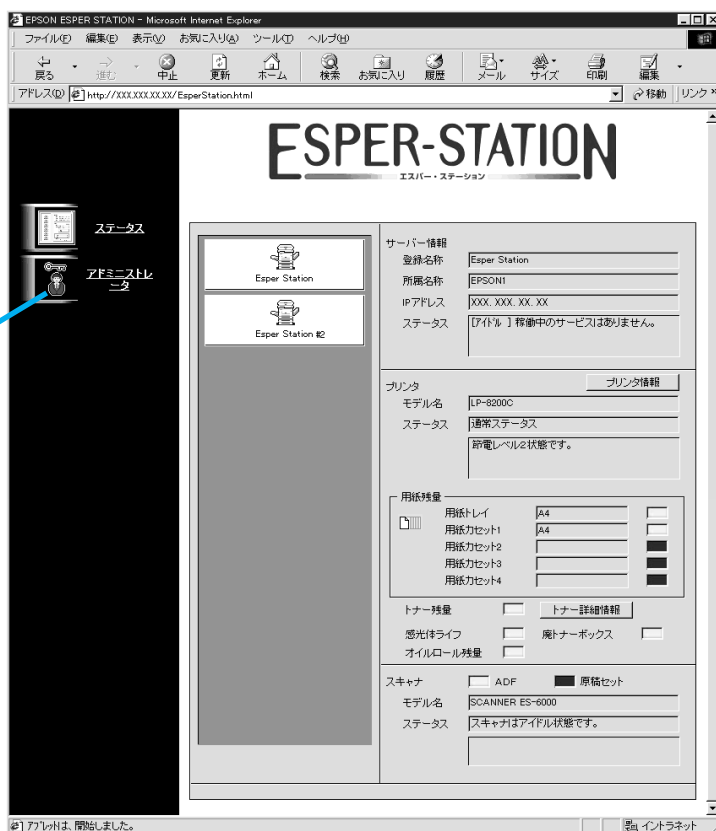 EPSON ESPER STATION - Microsoft Internet Explorer
ファイル(F) 編集(E) 表示(V) お気に入り(A) ツール(T) ヘルプ(H)
戻る 進む 中止 更新 ホーム 検索 お気に入り 履歴 メール サイズ 印刷 編集
アドレス(D) http://XXX.XXX.XX.XX/EsperStation.html 移動 リンク »
ESPER-STATION
エスパー・ステーション
ステータス
アドミニストレ
ータ
Esper Station
Esper Station #2
サーバー情報
登録名称 Esper Station
所属名称 EPSON1
IPアドレス XXX. XXX. XX. XX
ステータス [アイドル ] 稼働中のサービスはありません。
プリンタ プリンタ情報
モデル名 LP-8200C
ステータス 通常ステータス
節電レベル2状態です。
用紙残量
用紙トレイ A4
用紙カセット1 A4
用紙カセット2
用紙カセット3
用紙カセット4
トナー残量 トナー詳細情報
感光体ライフ 廃トナーボックス
オイルロール残量
スキャナ ADF 原稿セット
モデル名 SCANNER ES-6000
ステータス スキャナはアイドル状態です。
アプレットは、開始しました。 イントラネット